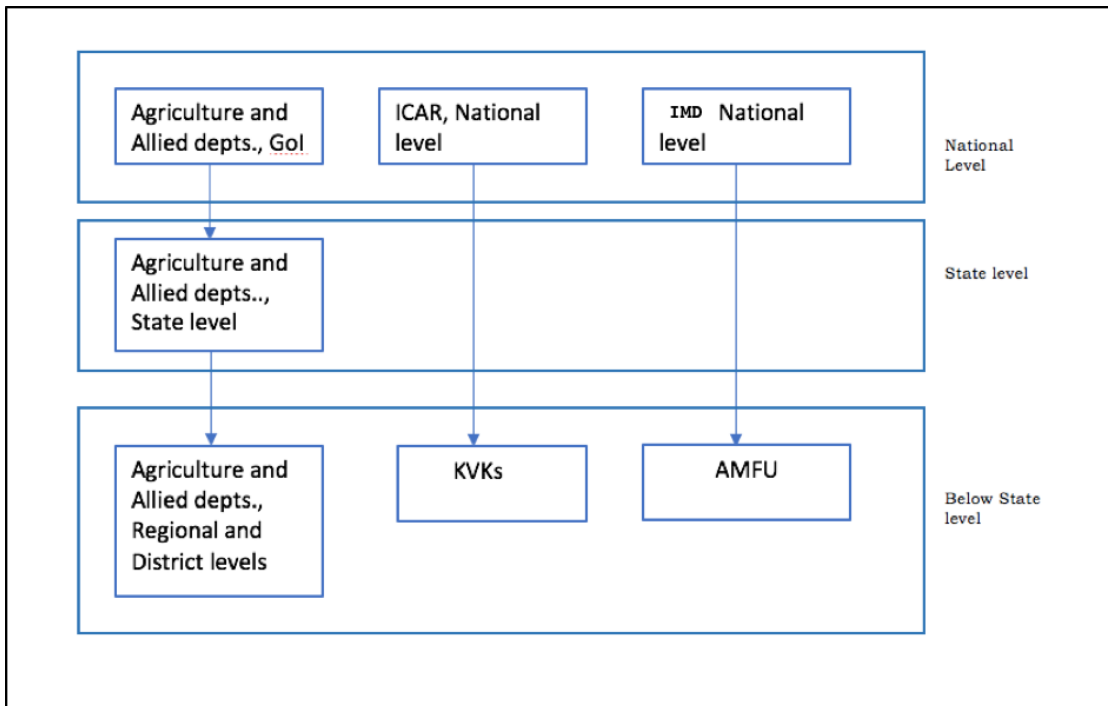 Agriculture and
Allied depts., GoI
ICAR, National
level
IMD National
level
National
Level
Agriculture and
Allied depts..,
State level
State level
Agriculture and
Allied depts.,
Regional and
District levels
KVKs
AMFU
Below State
level